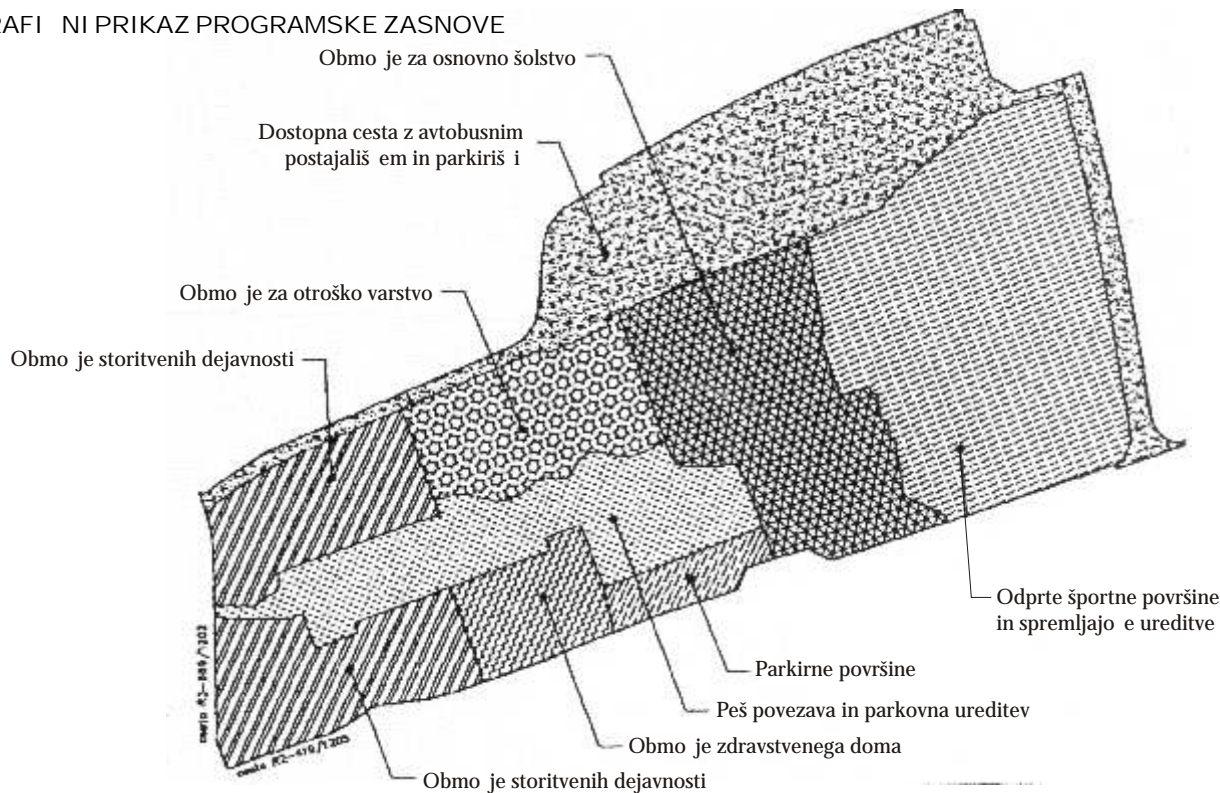 RAFI NI PRIKAZ PROGRAMSKE ZASNOVE
Obmo je za osnovno šolstvo
Dostopna cesta z avtobusnim
postajališ em in parkiriš i
Obmo je za otroško varstvo
Obmo je storitvenih dejavnosti
Odprte športne površine
in spremljajo e ureditve
Parkirne površine
Peš povezava in parkovna ureditev
Obmo je zdravstvenega doma
Obmo je storitvenih dejavnosti